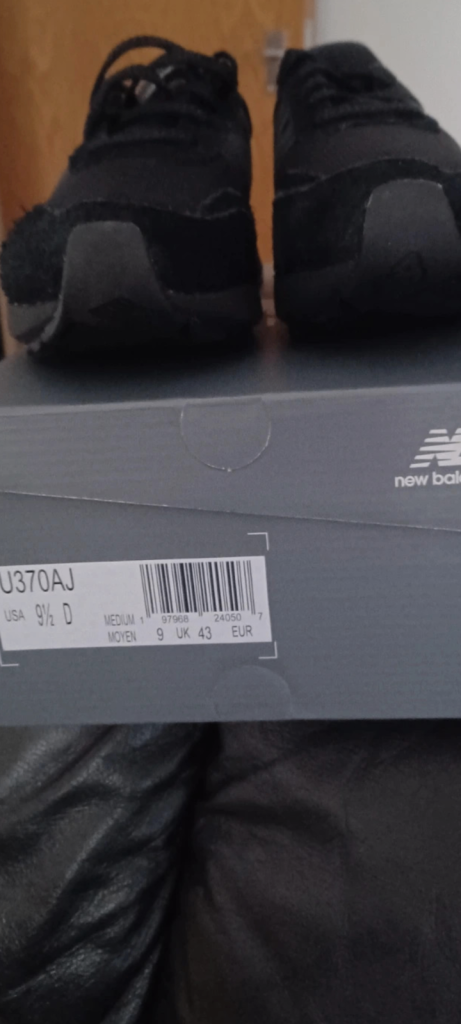 new bal
U370AJ
USA 9½ D MEDIUM 1 97968 24050 7
MOYEN 9 UK 43 EUR